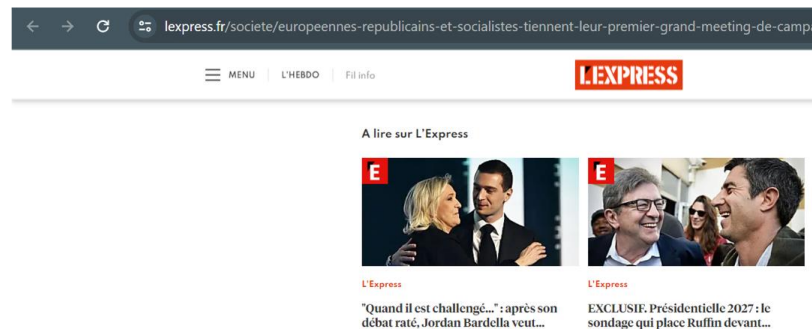 lexpress.fr/societe/europeennes-republicains-et-socialistes-tiennent-leur-premier-grand-meeting-de-camp
MENU
L'HEBDO
Fil info
L'EXPRESS
A lire sur L'Express
E
E
L'Express
L'Express
"Quand il est challengé..." : après son
débat raté, Jordan Bardella veut...
EXCLUSIF. Présidentielle 2027 : le
sondage qui place Ruffin devant...